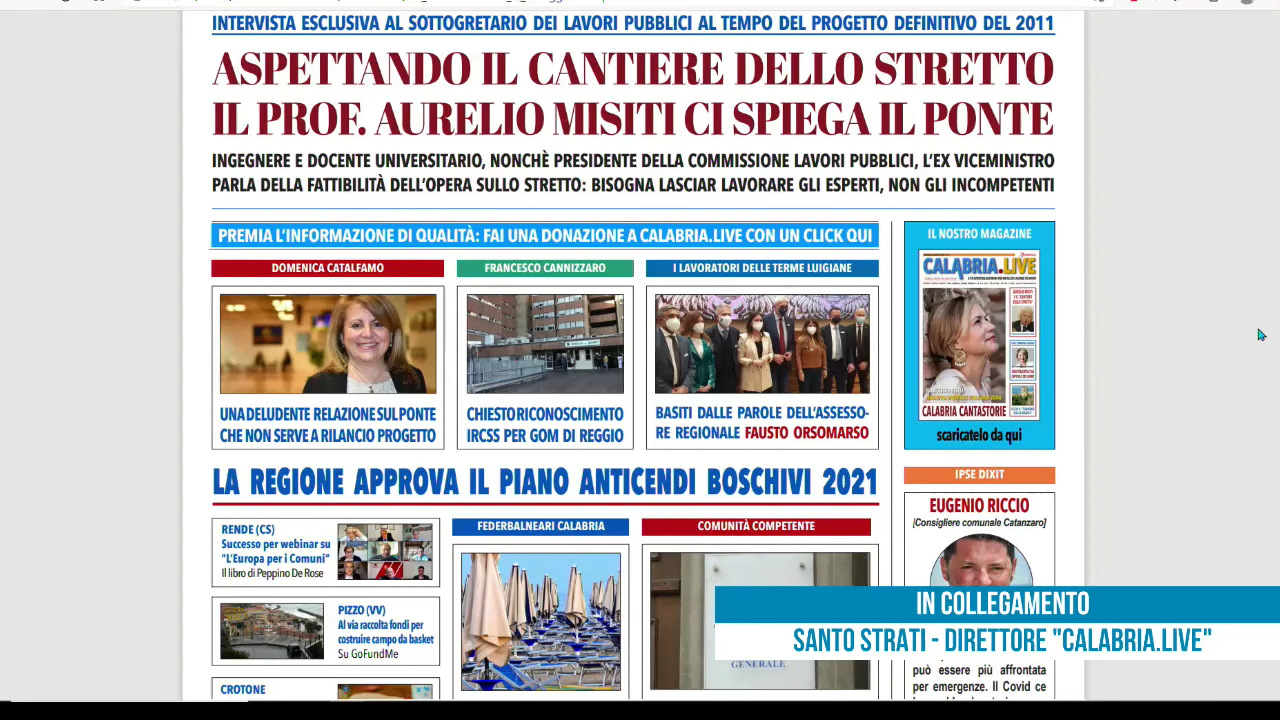 INTERVISTA ESCLUSIVA AL SOTTOGRETARIO DEI LAVORI PUBBLICI AL TEMPO DEL PROGETTO DEFINITIVO DEL 2011
ASPETTANDO IL CANTIERE DELLO STRETTO
IL PROF. AURELIO MISITI CI SPIEGA IL PONTE
INGEGNERE E DOCENTE UNIVERSITARIO, NONCHÈ PRESIDENTE DELLA COMMISSIONE LAVORI PUBBLICI, L'EX VICEMINISTRO
PARLA DELLA FATTIBILITÀ DELL'OPERA SULLO STRETTO: BISOGNA LASCIAR LAVORARE GLI ESPERTI, NON GLI INCOMPETENTI
PREMIA L'INFORMAZIONE DI QUALITÀ: FAI UNA DONAZIONE A CALABRIA.LIVE CON UN CLICK QUI
DOMENICA CATALFAMO
UNA DELUDENTE RELAZIONE SUL PONTE
CHE NON SERVE A RILANCIO PROGETTO
FRANCESCO CANNIZZARO
CHIESTO RICONOSCIMENTO
IRCSS PER GOM DI REGGIO
I LAVORATORI DELLE TERME LUIGIANE
BASITI DALLE PAROLE DELL'ASSESSO-
RE REGIONALE FAUSTO ORSOMARSO
IL NOSTRO MAGAZINE
CALABRIA.LIVE
CALABRIA CANTASTORIE
scaricatelo da qui
LA REGIONE APPROVA IL PIANO ANTICENDI BOSCHIVI 2021
RENDE (CS)
Successo per webinar su
"L'Europa per i Comuni"
Il libro di Peppino De Rose
PIZZO (VV)
Al via raccolta fondi per
costruire campo da basket
Su GoFundMe
CROTONE
FEDERBALNEARI CALABRIA
COMUNITÀ COMPETENTE
GENERALE
IPSE DIXIT
EUGENIO RICCIO
[Consigliere comunale Catanzaro]
IN COLLEGAMENTO
SANTO STRATI - DIRETTORE "CALABRIA.LIVE"
può essere più affrontata
per emergenze. Il Covid ce